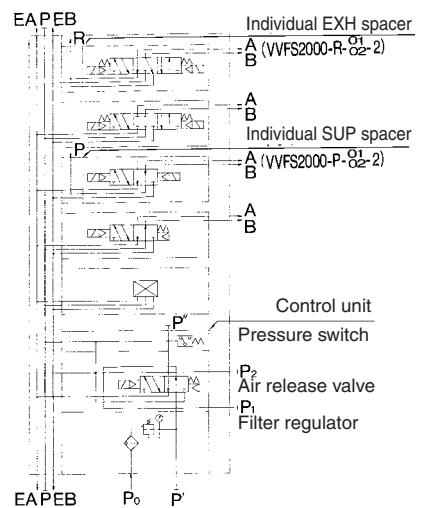 EA P EB
R
Individual EXH spacer
A (VVFS2000-R-01/02-2)
B
A
B
Individual SUP spacer
P
A (VVFS2000-P-01/02-2)
B
A
B
Control unit
P"
Pressure switch
P2
Air release valve
P1
Filter regulator
EA P EB P0 P'